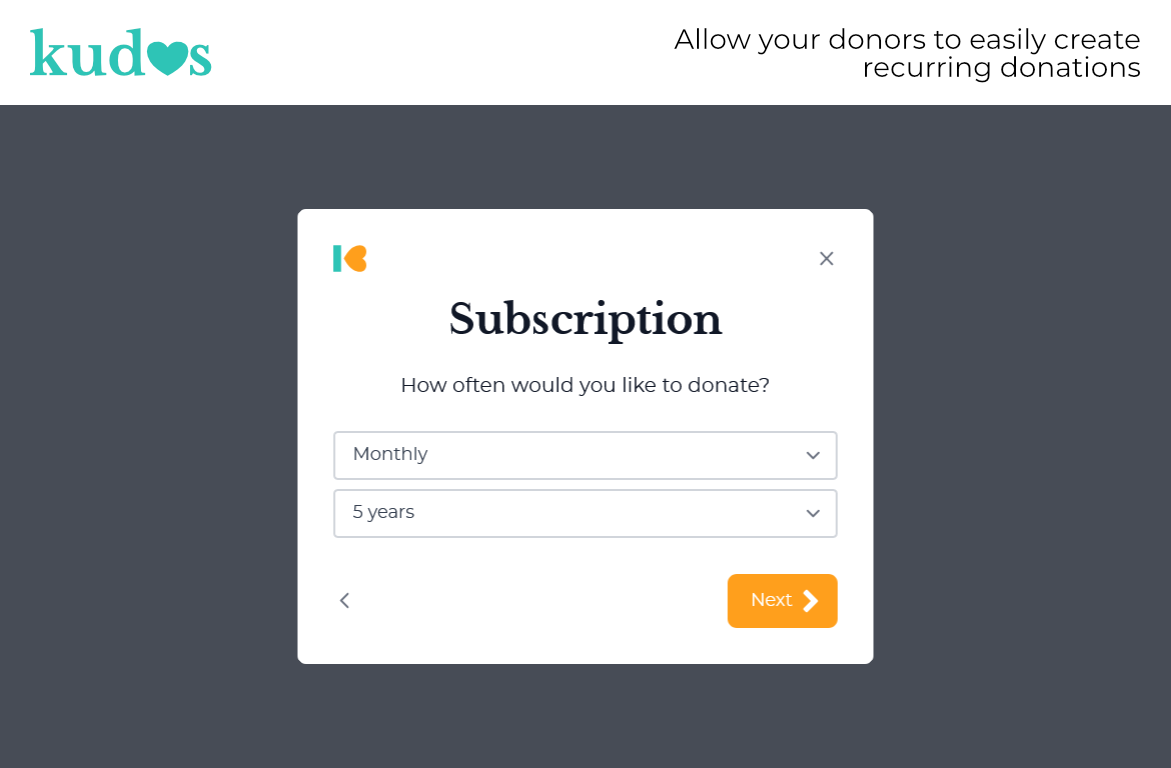 kudos
Allow your donors to easily create
recurring donations
Subscription
How often would you like to donate?
Monthly
5 years
Next